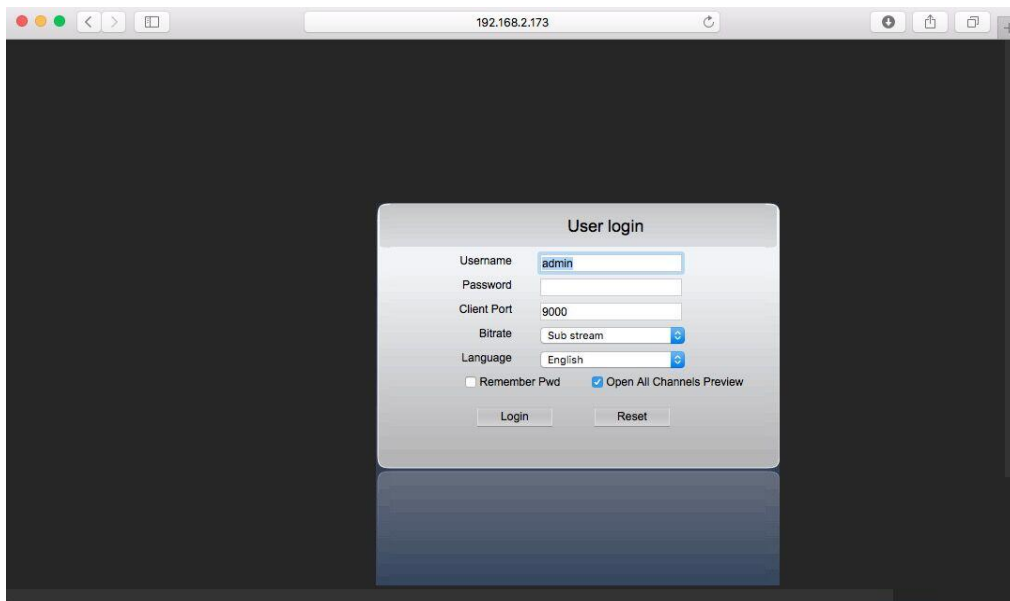 192.168.2.173
User login
Username admin
Password
Client Port 9000
Bitrate Sub stream
Language English
Remember Pwd Open All Channels Preview
Login Reset